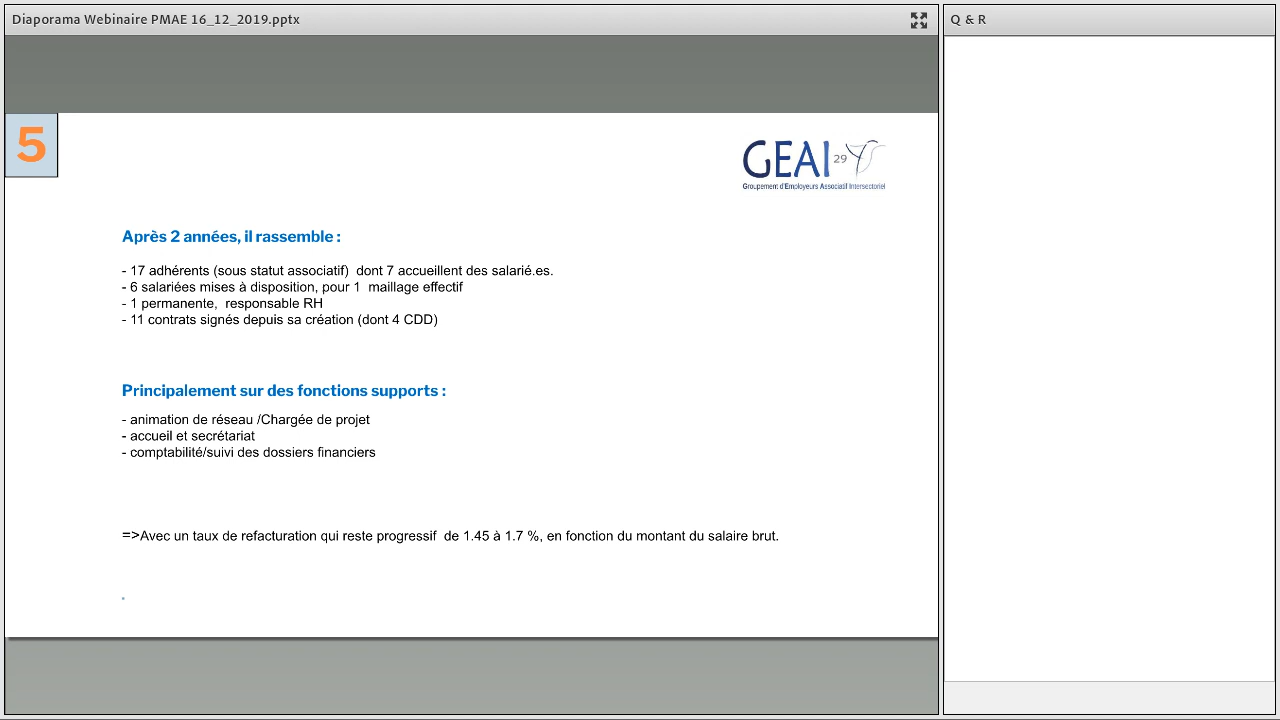 Diaporama Webinaire PMAE 16_12_2019.pptx
Q & R
5
GEAI 29
Groupement d'Employeurs Associatif Intersectoriel
Après 2 années, il rassemble :
- 17 adhérents (sous statut associatif)  dont 7 accueillent des salarié.es.
- 6 salariées mises à disposition, pour 1  maillage effectif
- 1 permanente,  responsable RH
- 11 contrats signés depuis sa création (dont 4 CDD)
Principalement sur des fonctions supports :
- animation de réseau /Chargée de projet
- accueil et secrétariat
- comptabilité/suivi des dossiers financiers
=>Avec un taux de refacturation qui reste progressif  de 1.45 à 1.7 %, en fonction du montant du salaire brut.